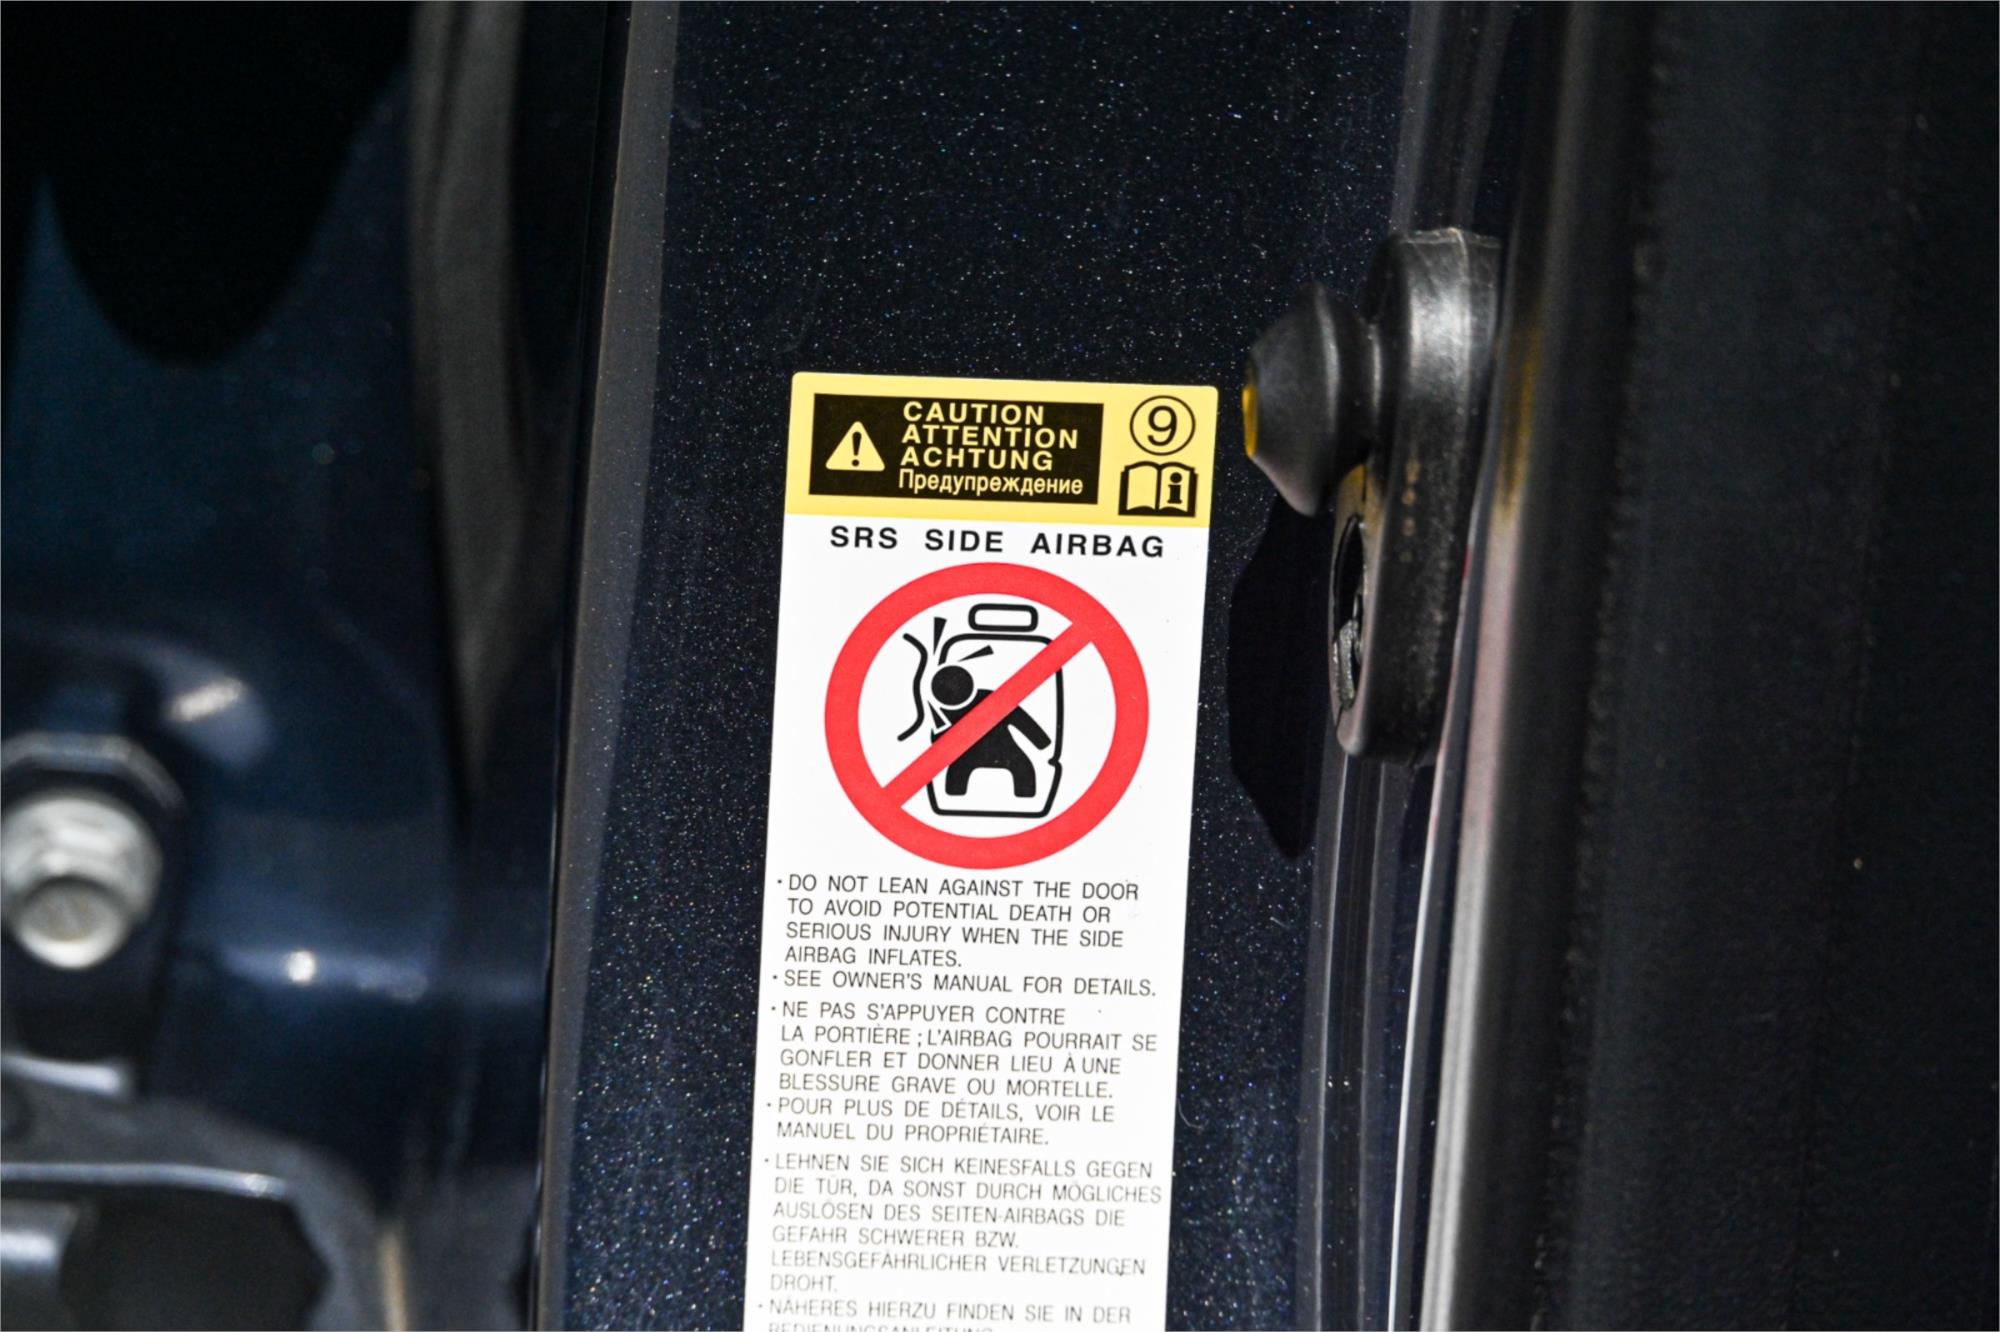 CAUTION
ATTENTION
ACHTUNG
Предупреждение
9
i
SRS SIDE AIRBAG
· DO NOT LEAN AGAINST THE DOOR
TO AVOID POTENTIAL DEATH OR
SERIOUS INJURY WHEN THE SIDE
AIRBAG INFLATES.
· SEE OWNER'S MANUAL FOR DETAILS.
· NE PAS S'APPUYER CONTRE
LA PORTIÈRE ; L'AIRBAG POURRAIT SE
GONFLER ET DONNER LIEU À UNE
BLESSURE GRAVE OU MORTELLE.
· POUR PLUS DE DÉTAILS, VOIR LE
MANUEL DU PROPRIÉTAIRE.
· LEHNEN SIE SICH KEINESFALLS GEGEN
DIE TÜR, DA SONST DURCH MÖGLICHES
AUSLÖSEN DES SEITEN-AIRBAGS DIE
GEFAHR SCHWERER BZW.
LEBENSGEFÄHRLICHER VERLETZUNGEN
DROHT.
· NÄHERES HIERZU FINDEN SIE IN DER
BEDIENUNGSANLEITUNG